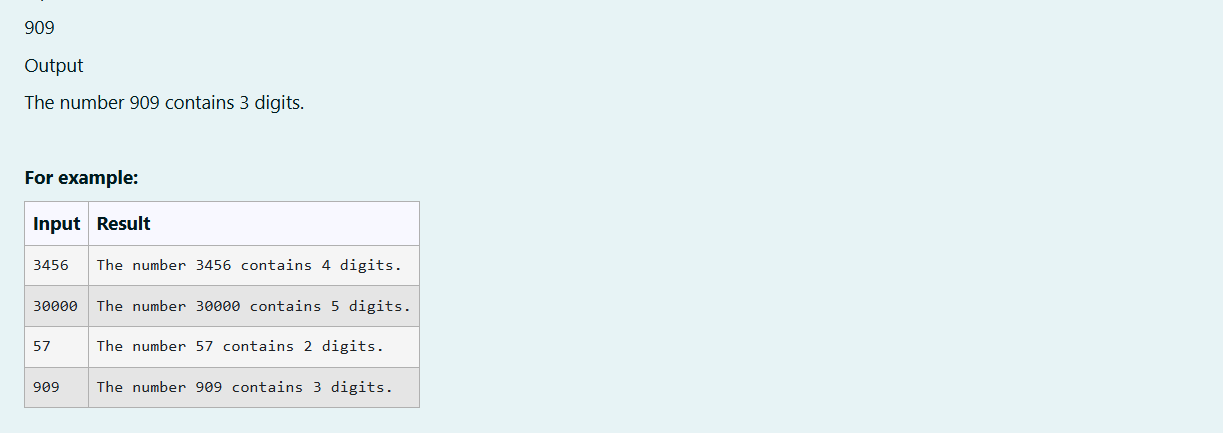 909
Output
The number 909 contains 3 digits.
For example:
Input Result
3456 The number 3456 contains 4 digits.
30000 The number 30000 contains 5 digits.
57 The number 57 contains 2 digits.
909 The number 909 contains 3 digits.